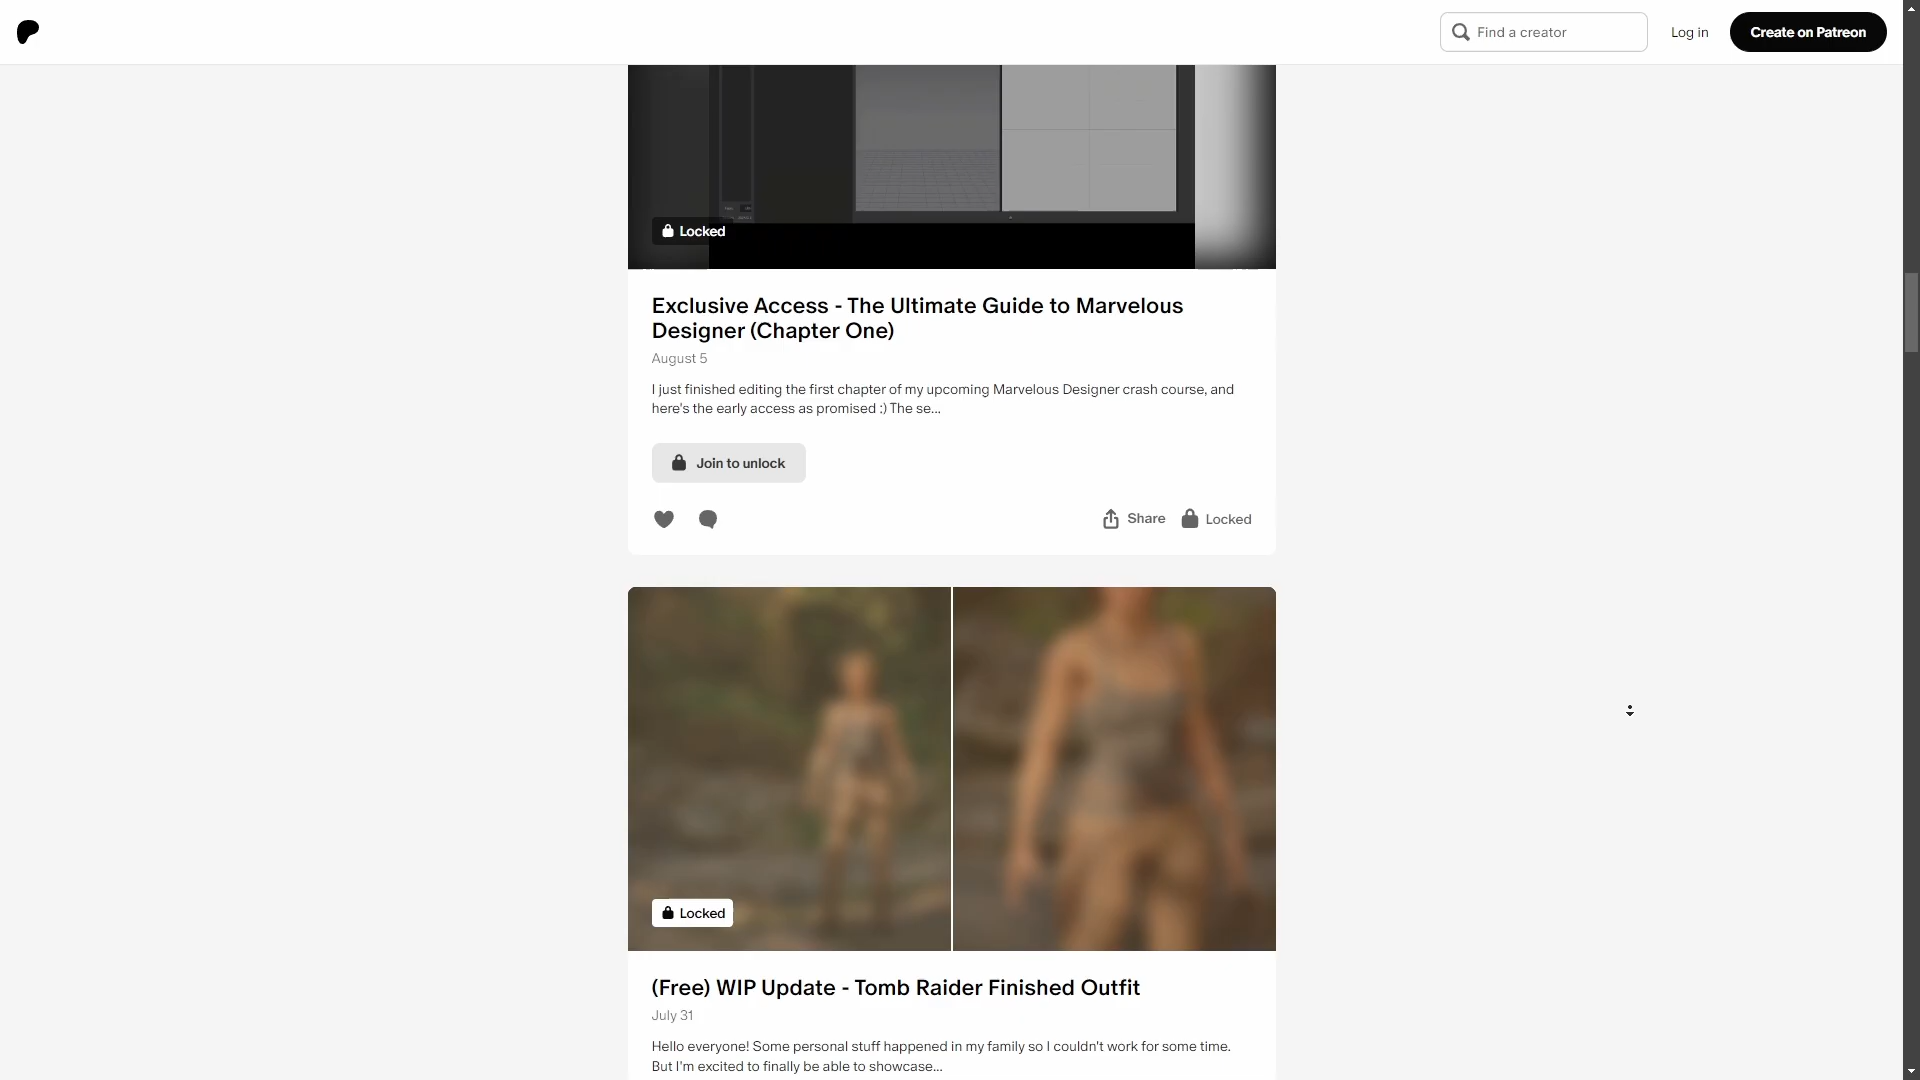 Find a creator
Log in
Create on Patreon
Locked
Exclusive Access - The Ultimate Guide to Marvelous
Designer (Chapter One)
August 5
I just finished editing the first chapter of my upcoming Marvelous Designer crash course, and
here's the early access as promised :) The se...
Join to unlock
Share
Locked
Locked
(Free) WIP Update - Tomb Raider Finished Outfit
July 31
Hello everyone! Some personal stuff happened in my family so I couldn't work for some time.
But I'm excited to finally be able to showcase...